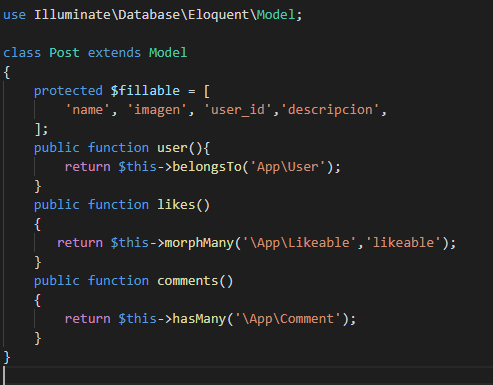 use Illuminate\Database\Eloquent\Model;
class Post extends Model
{
protected $fillable = [
'name', 'imagen', 'user_id','descripcion',
];
public function user(){
return $this->belongsTo('App\User');
}
public function likes()
{
return $this->morphMany('\App\Likeable','likeable');
}
public function comments()
{
return $this->hasMany('\App\Comment');
}
}